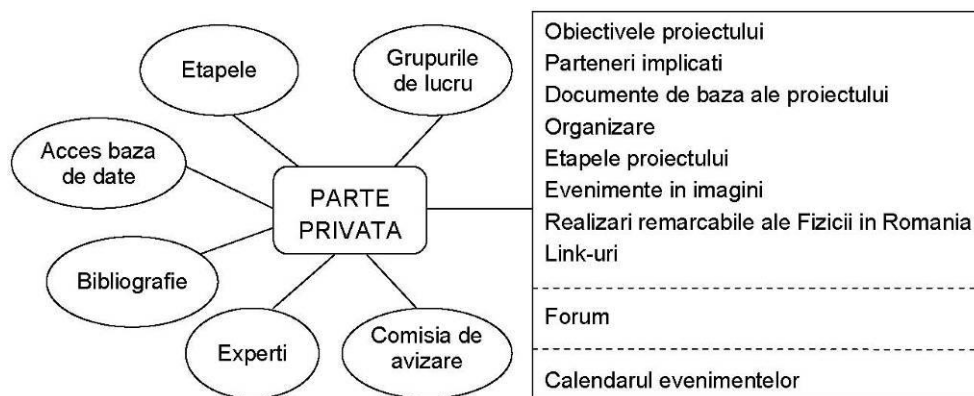 Etapele
Grupurile
de lucru
Acces baza
de date
PARTE
PRIVATA
Bibliografie
Experti
Comisia de
avizare
Obiectivele proiectului
Parteneri implicati
Documente de baza ale proiectului
Organizare
Etapele proiectului
Evenimente in imagini
Realizari remarcabile ale Fizicii in Romania
Link-uri
Forum
Calendarul evenimentelor